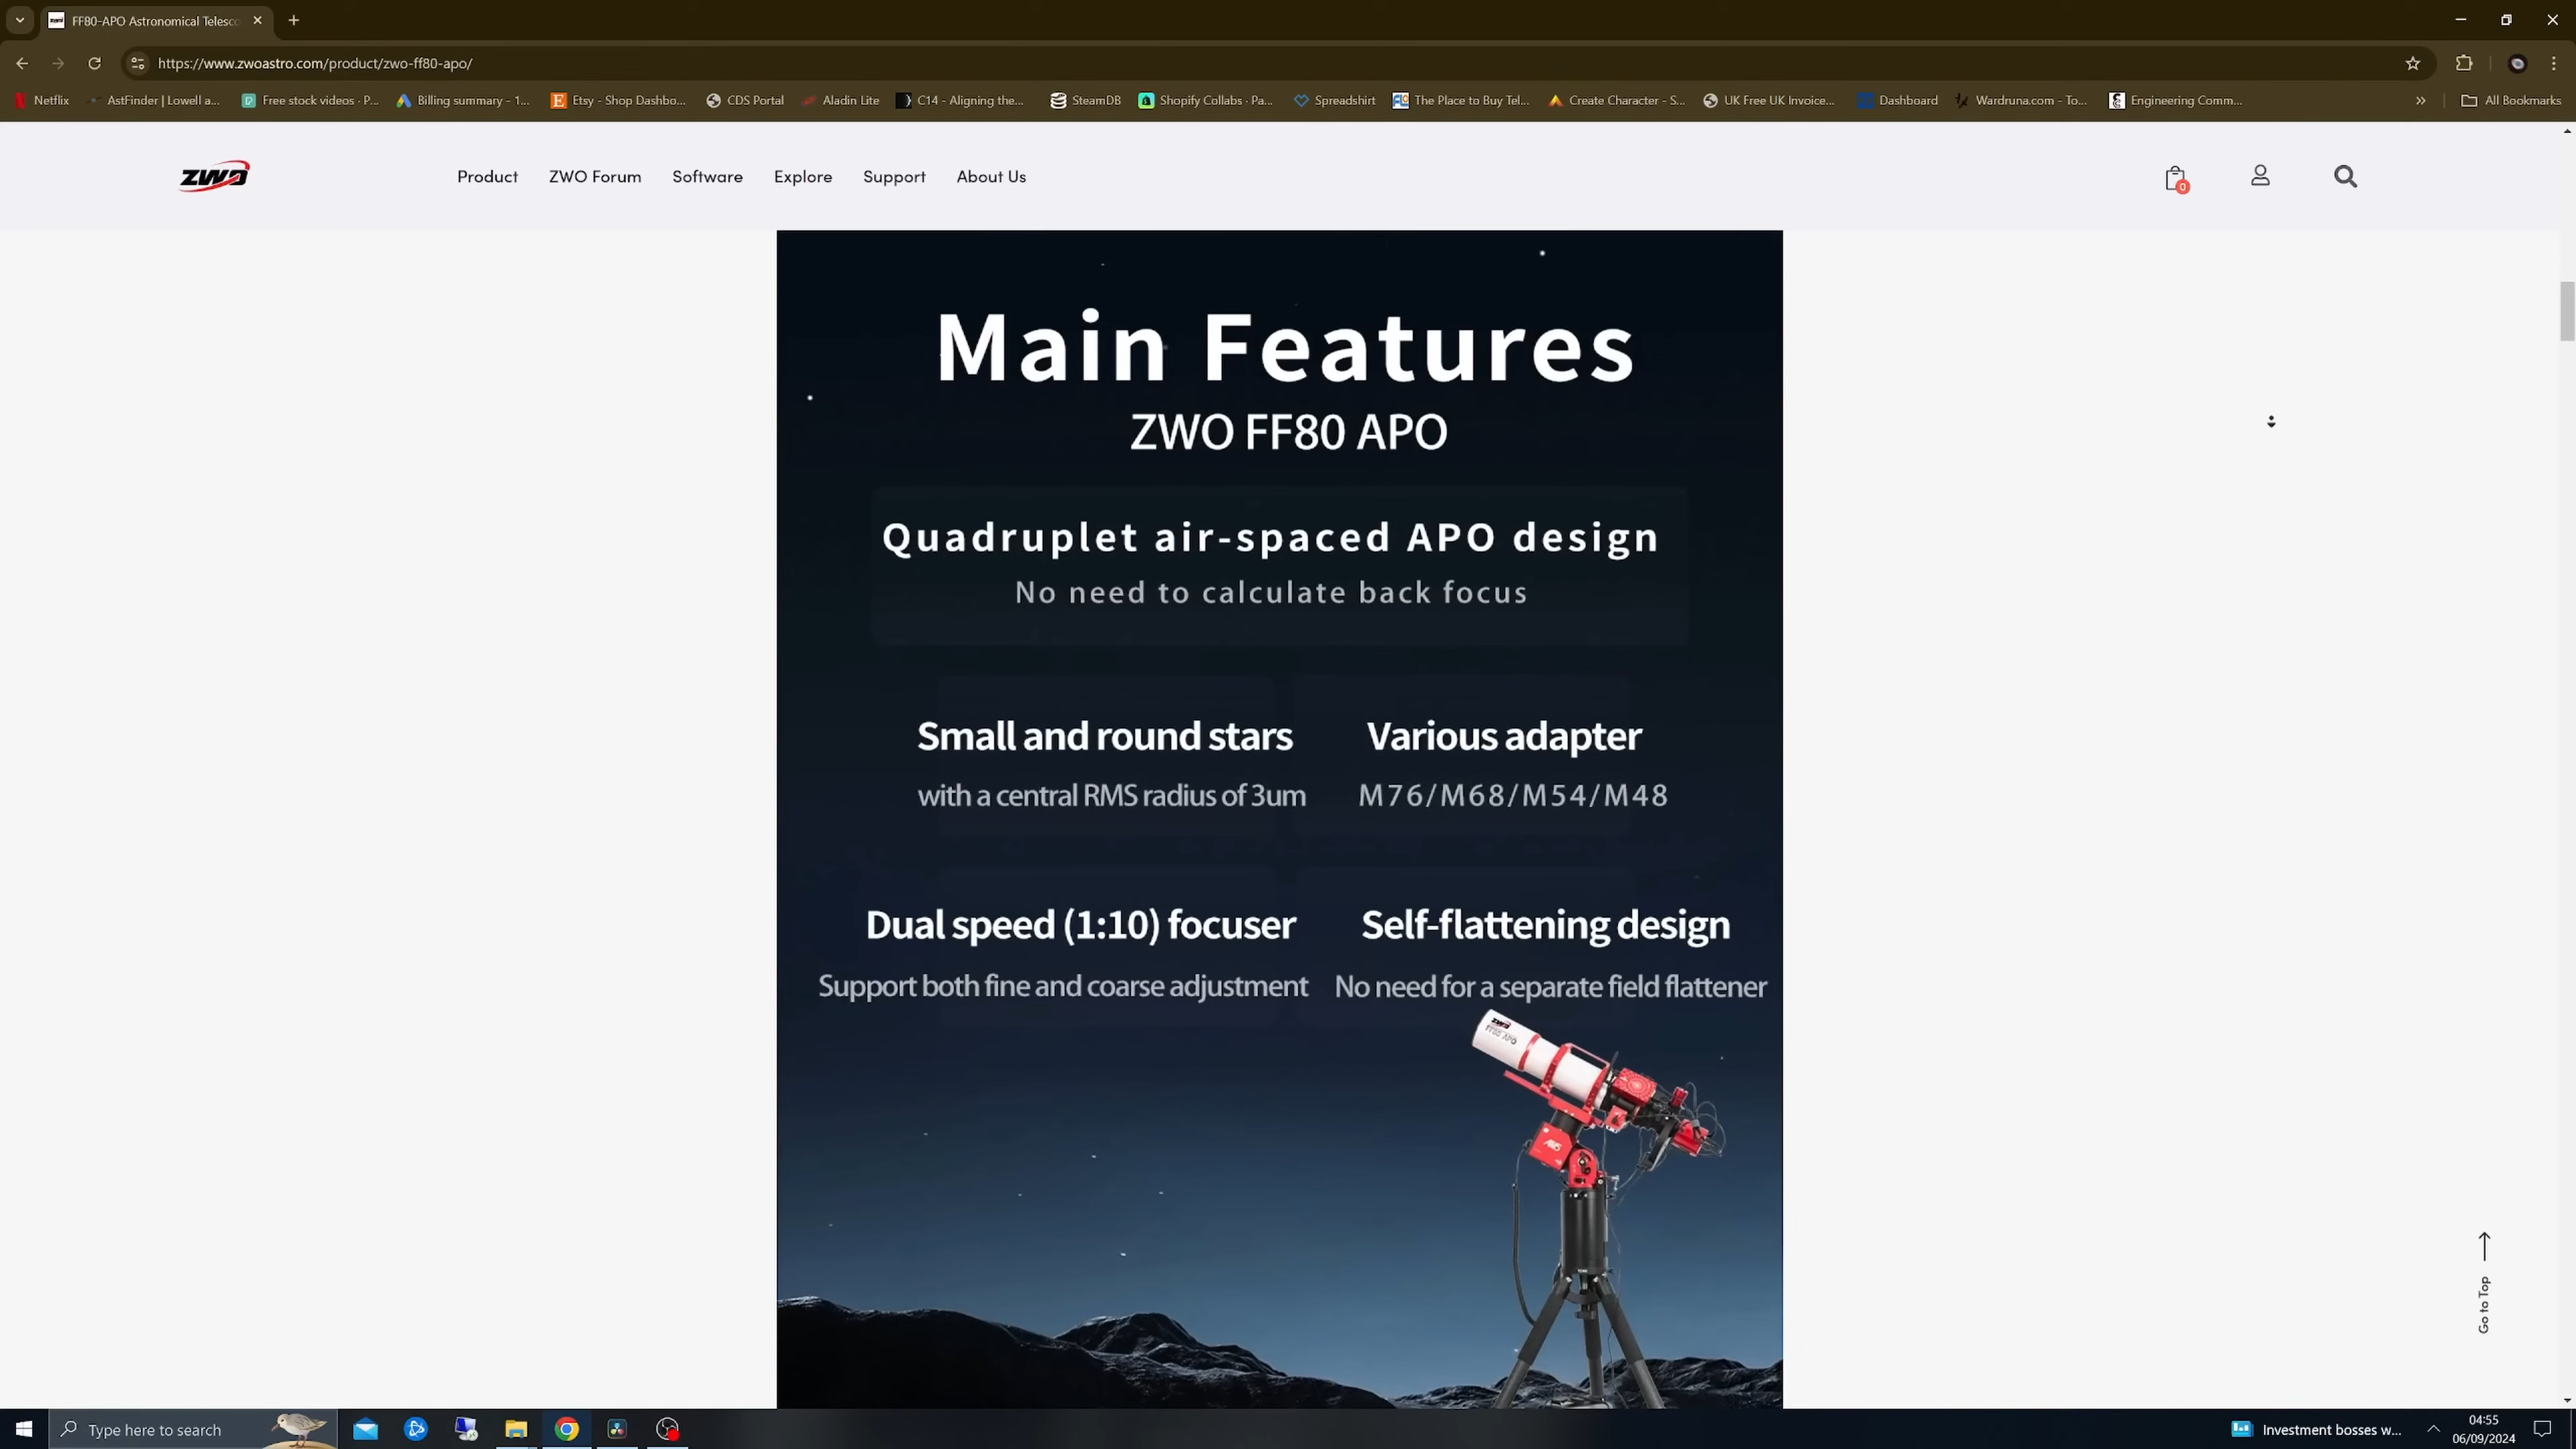 FF80-APO Astronomical Telesco
https://www.zwoastro.com/product/zwo-ff80-apo/
Netflix
AstFinder | Lowell a...
Free stock videos · P...
Billing summary - 1...
Etsy - Shop Dashbo...
CDS Portal
Aladin Lite
C14 - Aligning the...
SteamDB
Shopify Collabs · Pa...
Spreadshirt
The Place to Buy Tel...
Create Character - S...
UK Free UK Invoice...
Dashboard
Wardruna.com - To...
Engineering Comm...
All Bookmarks
ZWO
Product
ZWO Forum
Software
Explore
Support
About Us
0
Main Features
ZWO FF80 APO
Quadruplet air-spaced APO design
No need to calculate back focus
Small and round stars
with a central RMS radius of 3um
Various adapter
M76/M68/M54/M48
Dual speed (1:10) focuser
Support both fine and coarse adjustment
Self-flattening design
No need for a separate field flattener
ZWO
FF80 APO
AM5
Go to Top
Type here to search
Investment bosses w...
04:55
06/09/2024